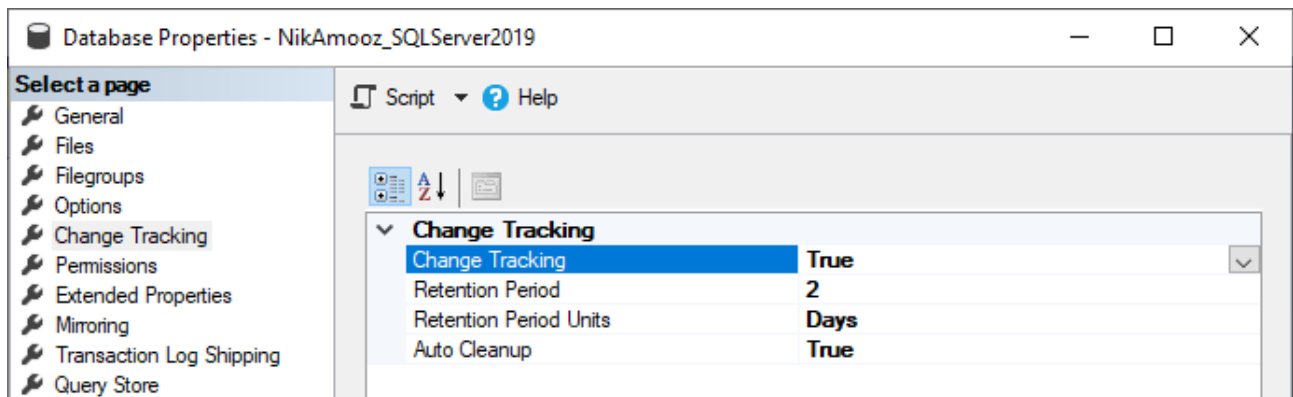 Database Properties - NikAmooz_SQLServer2019
Select a page
General
Files
Filegroups
Options
Change Tracking
Permissions
Extended Properties
Mirroring
Transaction Log Shipping
Query Store
Script Help
Change Tracking
Change Tracking True
Retention Period 2
Retention Period Units Days
Auto Cleanup True